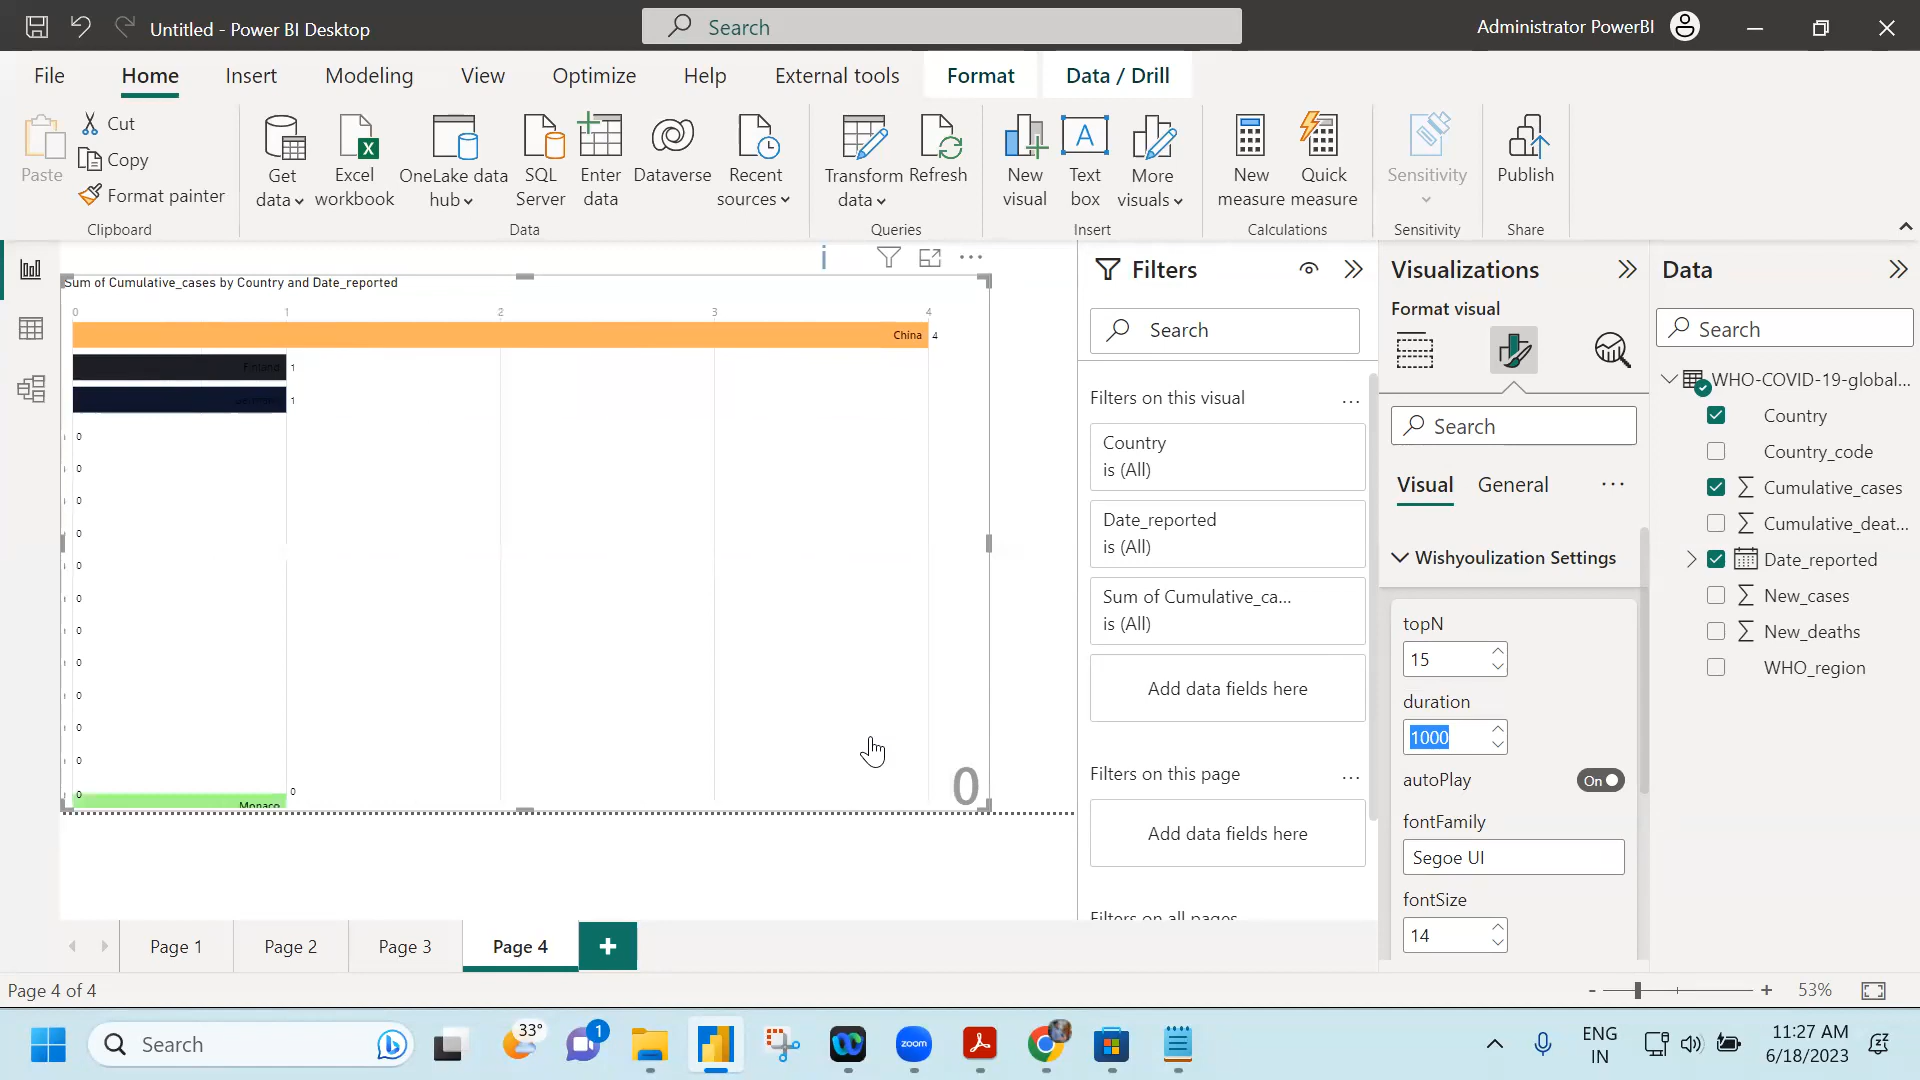 Untitled - Power BI Desktop
Search
Administrator PowerBI
File Home Insert Modeling View Optimize Help External tools Format Data / Drill
Paste
Cut
Copy
Format painter
Clipboard
Get data
Excel workbook
OneLake data hub
SQL Server
Enter data
Dataverse
Recent sources
Data
Transform data
Refresh
Queries
New visual
Text box
More visuals
Insert
New measure
Quick measure
Calculations
Sensitivity
Sensitivity
Publish
Share
Sum of Cumulative_cases by Country and Date_reported
0 1 2 3 4
China 4
Finland 1
Germany 1
0
0
0
0
0
0
0
0
0
0
0
0 0
Monaco
0
Filters
Search
Filters on this visual ...
Country
is (All)
Date_reported
is (All)
Sum of Cumulative_ca...
is (All)
Add data fields here
Filters on this page ...
Add data fields here
Filters on all pages
Visualizations
Format visual
Search
Visual General ...
Wishyoulization Settings
topN
15
duration
1000
autoPlay On
fontFamily
Segoe UI
fontSize
14
Data
Search
WHO-COVID-19-global...
Country
Country_code
Cumulative_cases
Cumulative_deat...
Date_reported
New_cases
New_deaths
WHO_region
Page 1 Page 2 Page 3 Page 4 +
Page 4 of 4
- + 53%
Search
33°
1
zoom
ENG
IN
11:27 AM
6/18/2023